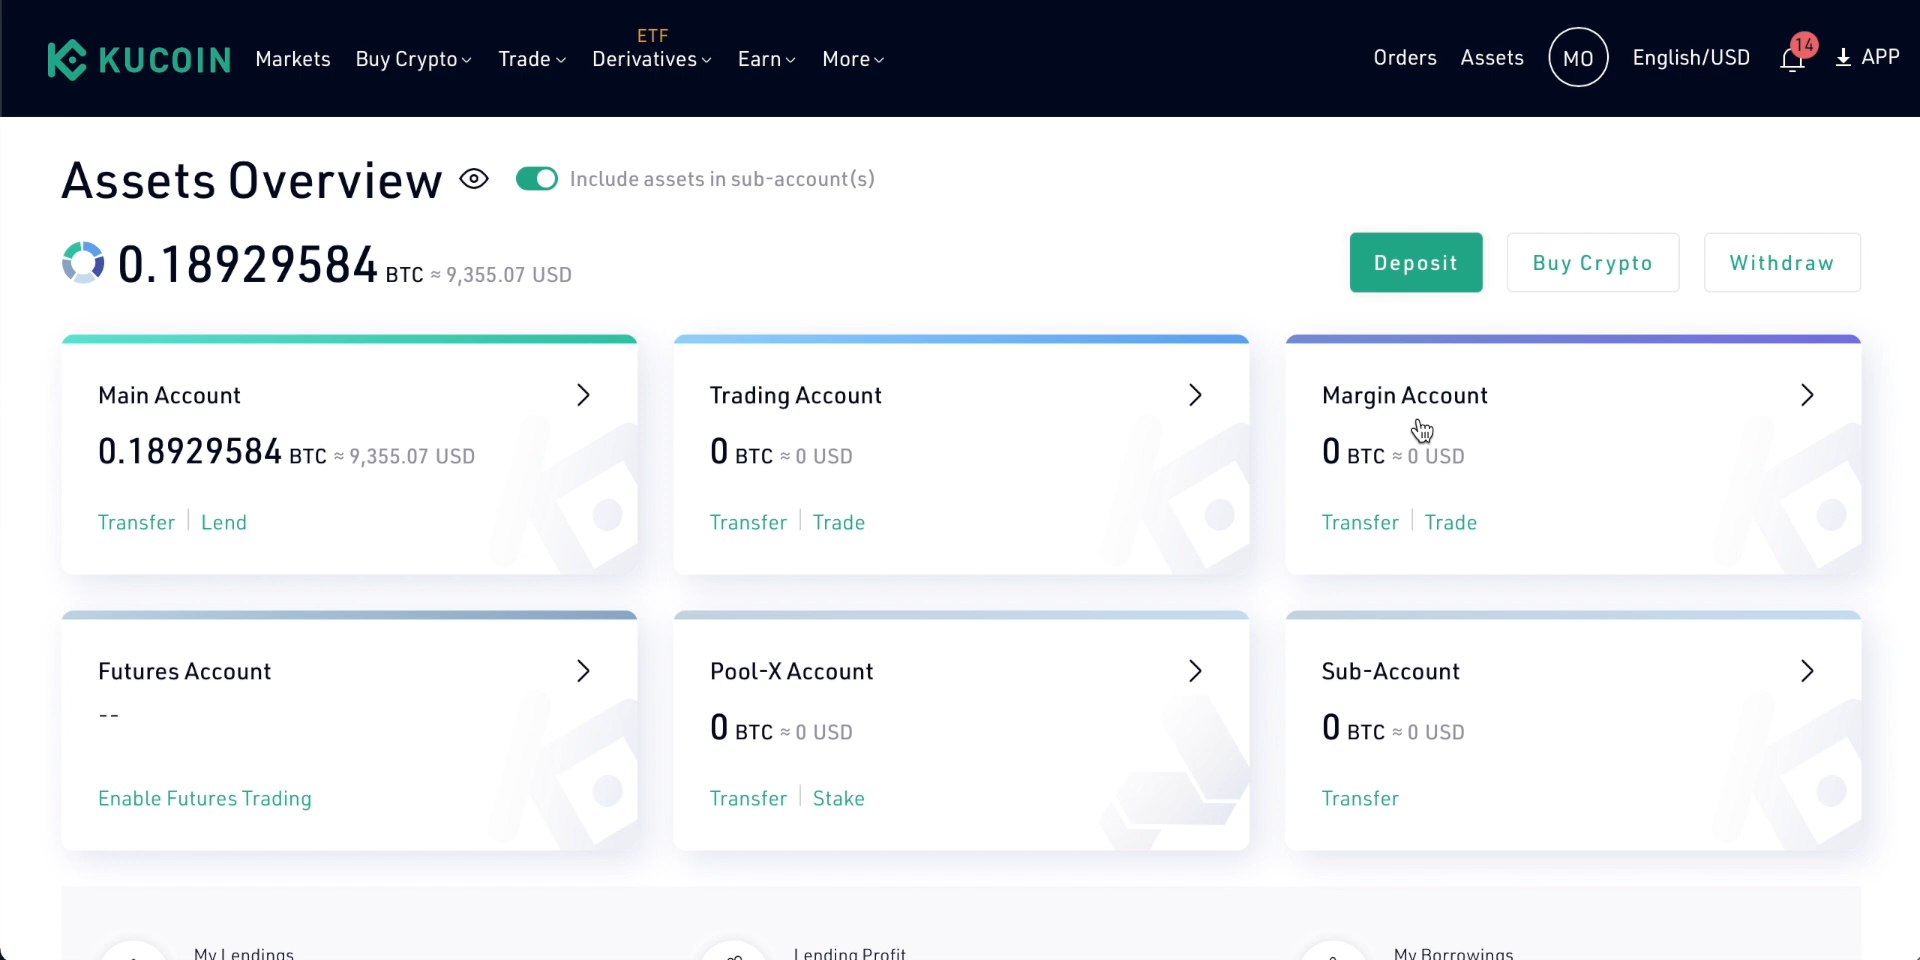 KUCOIN Markets Buy Crypto Trade ETF Derivatives Earn More Orders Assets MO English/USD 14 APP
Assets Overview Include assets in sub-account(s)
0.18929584 BTC ≈ 9,355.07 USD
Deposit Buy Crypto Withdraw
Main Account
0.18929584 BTC ≈ 9,355.07 USD
Transfer Lend
Trading Account
0 BTC ≈ 0 USD
Transfer Trade
Margin Account
0 BTC ≈ 0 USD
Transfer Trade
Futures Account
--
Enable Futures Trading
Pool-X Account
0 BTC ≈ 0 USD
Transfer Stake
Sub-Account
0 BTC ≈ 0 USD
Transfer
My Lendings Lending Profit My Borrowings